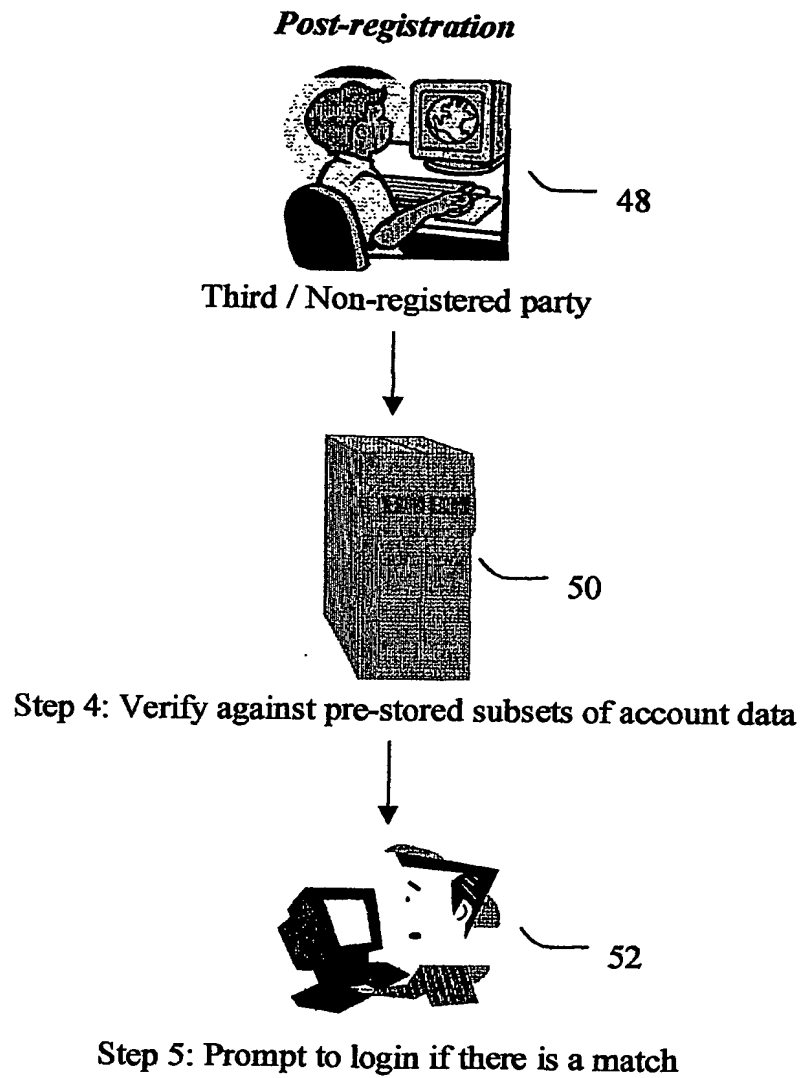 Post-registration
48
Third / Non-registered party
50
Step 4: Verify against pre-stored subsets of account data
52
Step 5: Prompt to login if there is a match